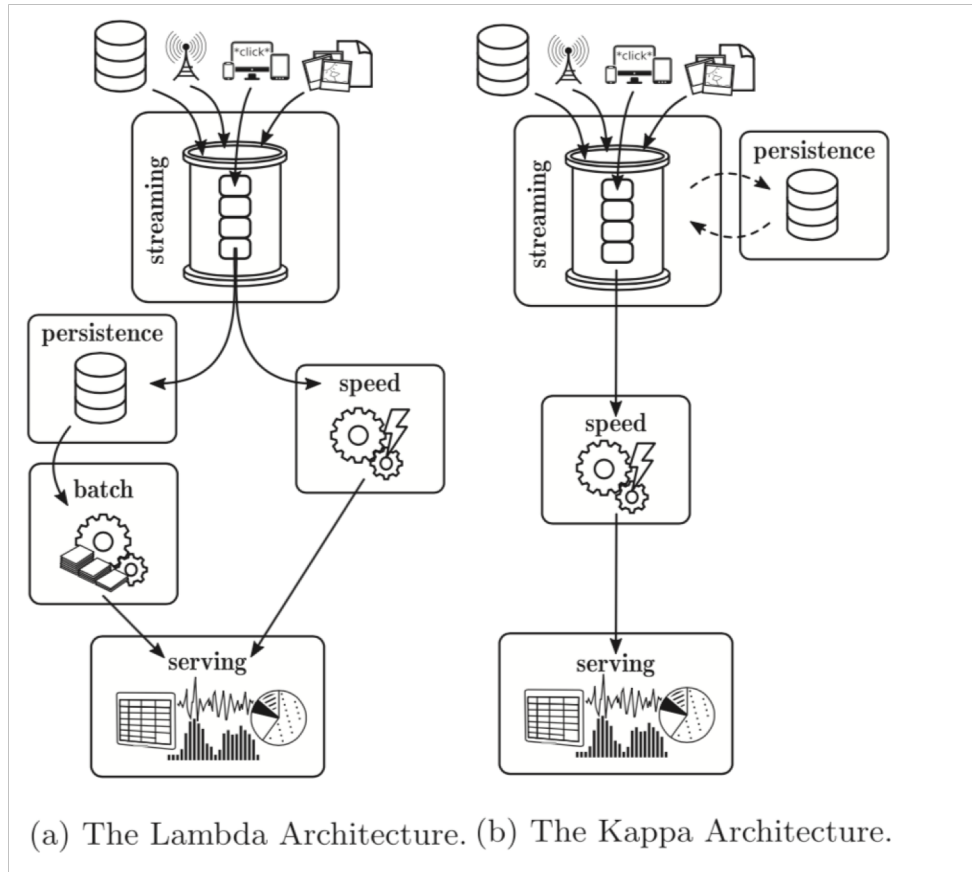 *click*
streaming
persistence
speed
batch
serving
(a) The Lambda Architecture.
*click*
streaming
persistence
speed
serving
(b) The Kappa Architecture.